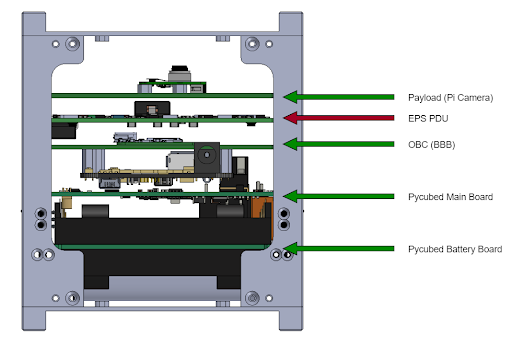 Payload (Pi Camera)
EPS PDU
OBC (BBB)
Pycubed Main Board
Pycubed Battery Board